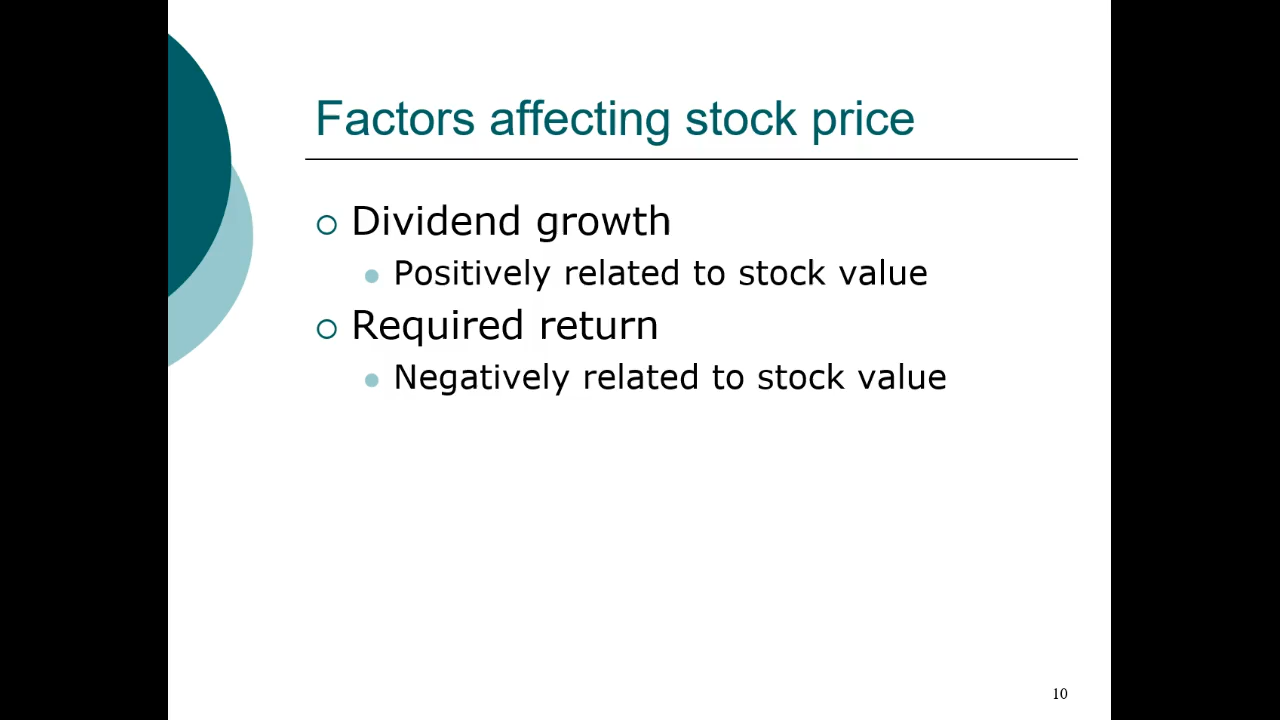 Factors affecting stock price
Dividend growth
Positively related to stock value
Required return
Negatively related to stock value
10